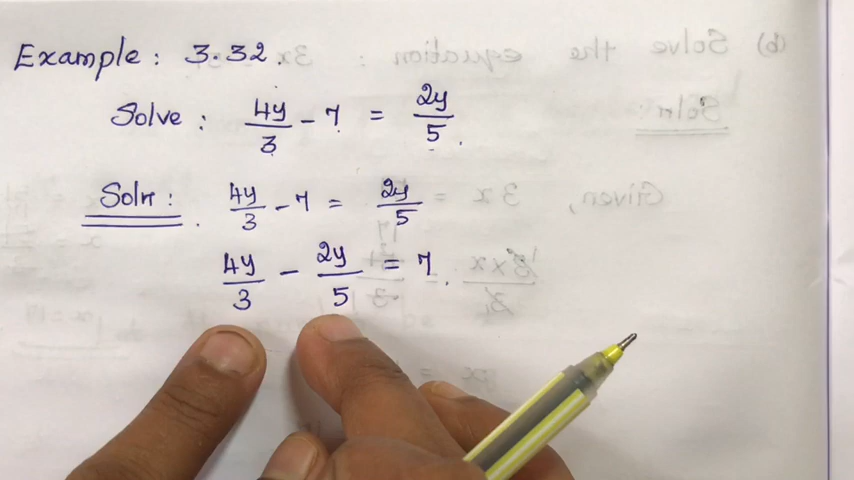 Example: 3.32.
Solve: 4y/3 - 7 = 2y/5.
Soln: 4y/3 - 7 = 2y/5
4y/3 - 2y/5 = 7.